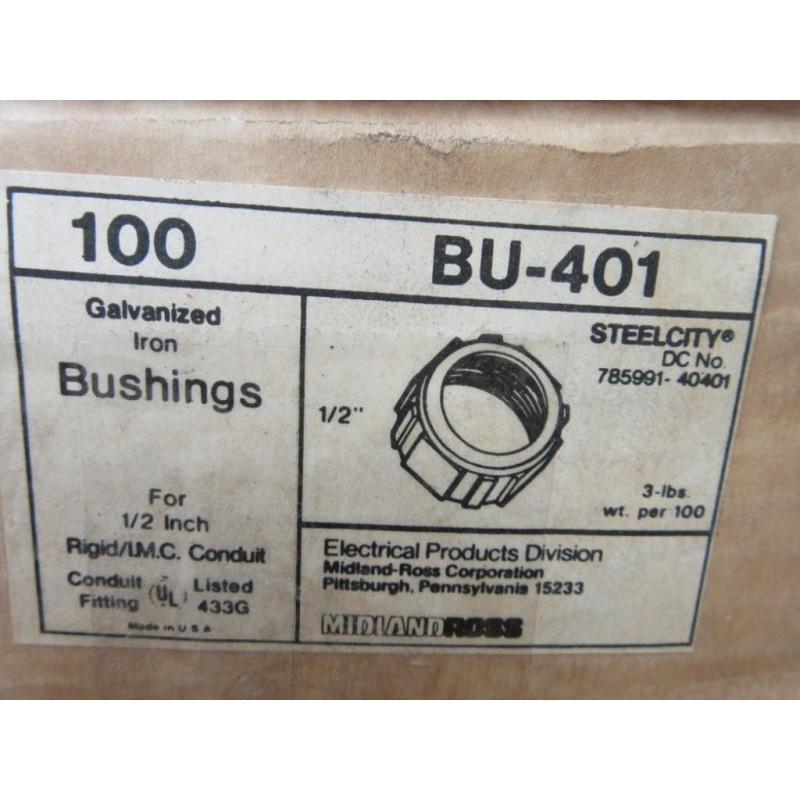 100
BU-401
Galvanized
Iron
Bushings
For
1/2 Inch
Rigid/I.M.C. Conduit
Conduit UL Listed
Fitting 433G
Made in U S A
1/2"
STEELCITY®
DC No.
785991-40401
3-lbs.
wt. per 100
Electrical Products Division
Midland-Ross Corporation
Pittsburgh, Pennsylvania 15233
MIDLAND ROSS